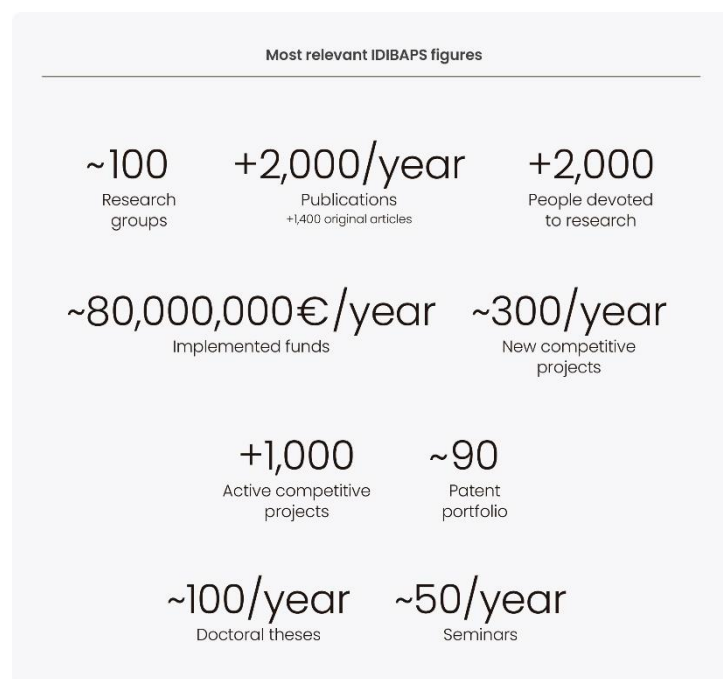 Most relevant IDIBAPS figures
~100
Research
groups
+2,000/year
Publications
+1,400 original articles
+2,000
People devoted
to research
~80,000,000€/year
Implemented funds
~300/year
New competitive
projects
+1,000
Active competitive
projects
~90
Patent
portfolio
~100/year
Doctoral theses
~50/year
Seminars